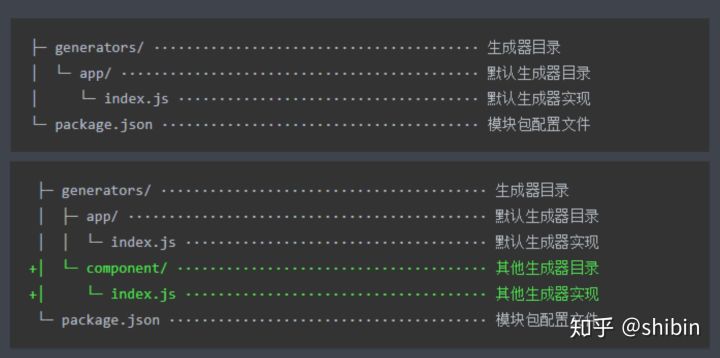 ├─ generators/ ······································· 生成器目录
│  └─ app/ ··········································· 默认生成器目录
│     └─ index.js ···································· 默认生成器实现
└─ package.json ······································ 模块包配置文件
 ├─ generators/ ······································· 生成器目录
 │  ├─ app/ ··········································· 默认生成器目录
 │  │  └─ index.js ···································· 默认生成器实现
+│  └─ component/ ····································· 其他生成器目录
+│     └─ index.js ···································· 其他生成器实现
 └─ package.json ······································ 模块包配置文件
知乎 @shibin